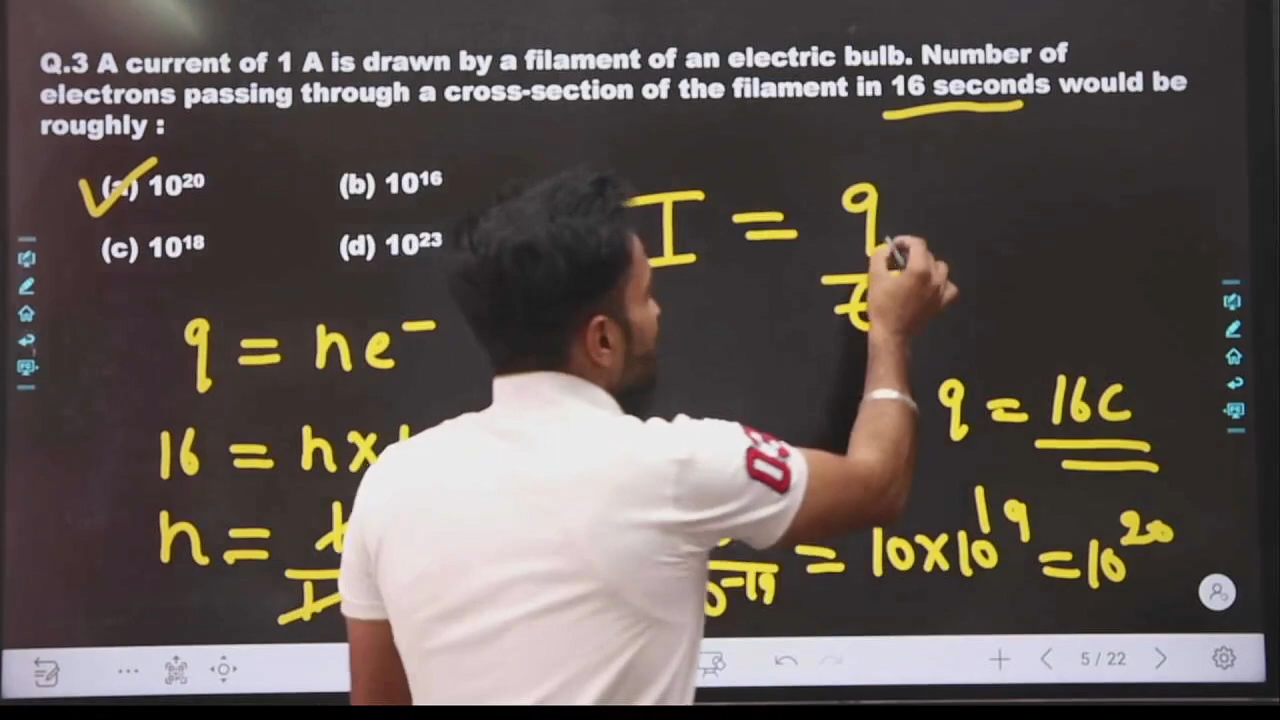 Q.3 A current of 1 A is drawn by a filament of an electric bulb. Number of
electrons passing through a cross-section of the filament in 16 seconds would be
roughly :
(a) 10²⁰ (b) 10¹⁶
(c) 10¹⁸ (d) 10²³
I = q
q = ne⁻
q = 16C
16 = n×
n =
⁻¹⁹ = 10×10¹⁹ = 10²⁰
5 / 22